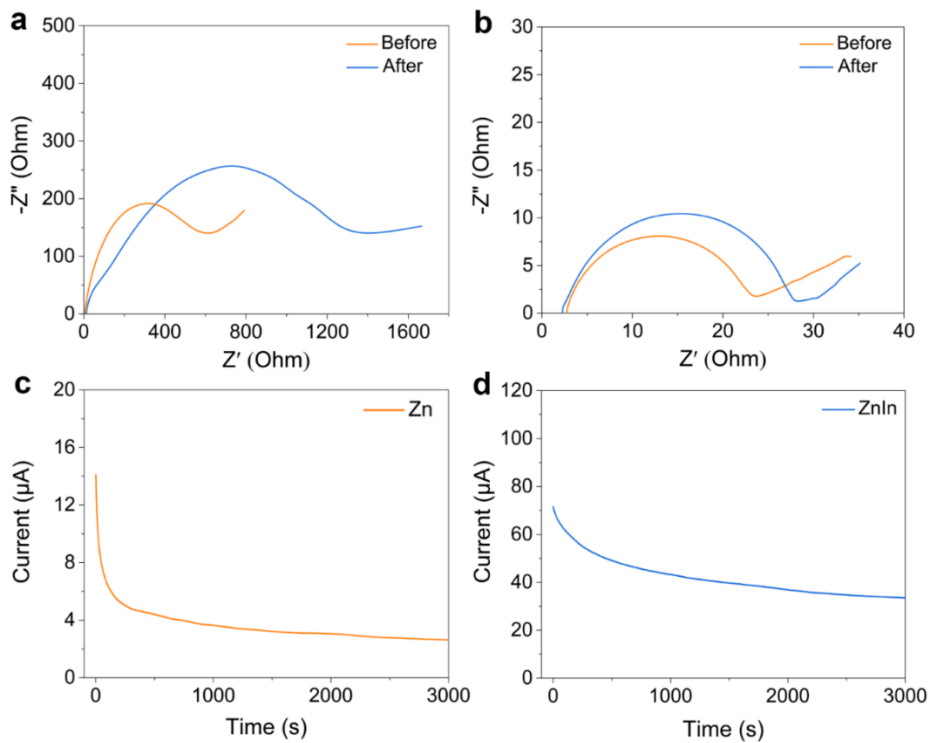 a
500
400
300
200
100
0
-Z" (Ohm)
Before
After
0 400 800 1200 1600
Z′ (Ohm)
b
30
25
20
15
10
5
0
-Z" (Ohm)
Before
After
0 10 20 30 40
Z′ (Ohm)
c
20
16
12
8
4
0
Current (μA)
Zn
0 1000 2000 3000
Time (s)
d
120
100
80
60
40
20
0
Current (μA)
ZnIn
0 1000 2000 3000
Time (s)